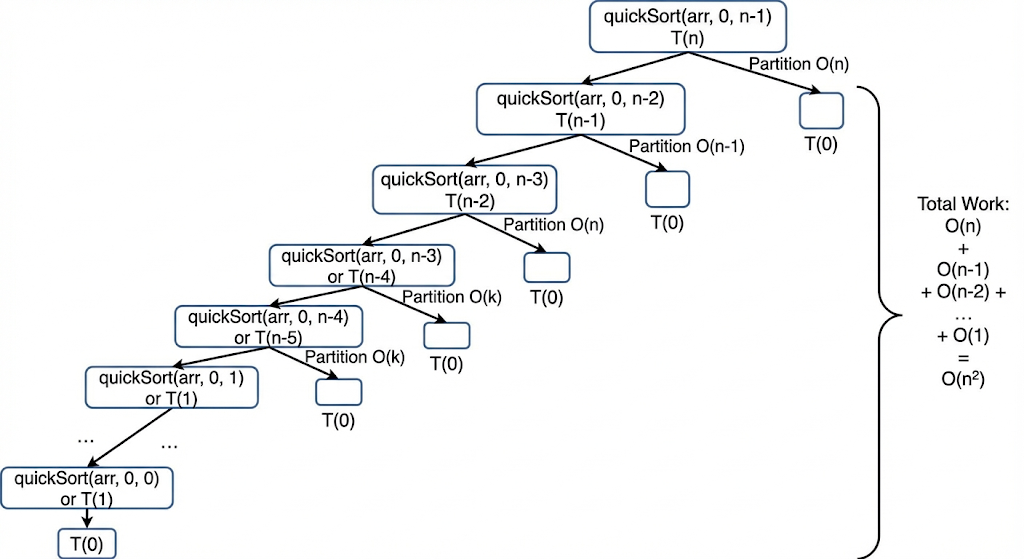 quickSort(arr, 0, n-1)
T(n)
Partition O(n)
quickSort(arr, 0, n-2)
T(n-1)
T(0)
Partition O(n-1)
quickSort(arr, 0, n-3)
T(n-2)
T(0)
Partition O(n)
quickSort(arr, 0, n-3)
or T(n-4)
T(0)
Partition O(k)
quickSort(arr, 0, n-4)
or T(n-5)
T(0)
Partition O(k)
quickSort(arr, 0, 1)
or T(1)
T(0)
...
...
quickSort(arr, 0, 0)
or T(1)
T(0)
Total Work:
O(n)
+
O(n-1)
+ O(n-2) +
...
+ O(1)
=
O(n²)